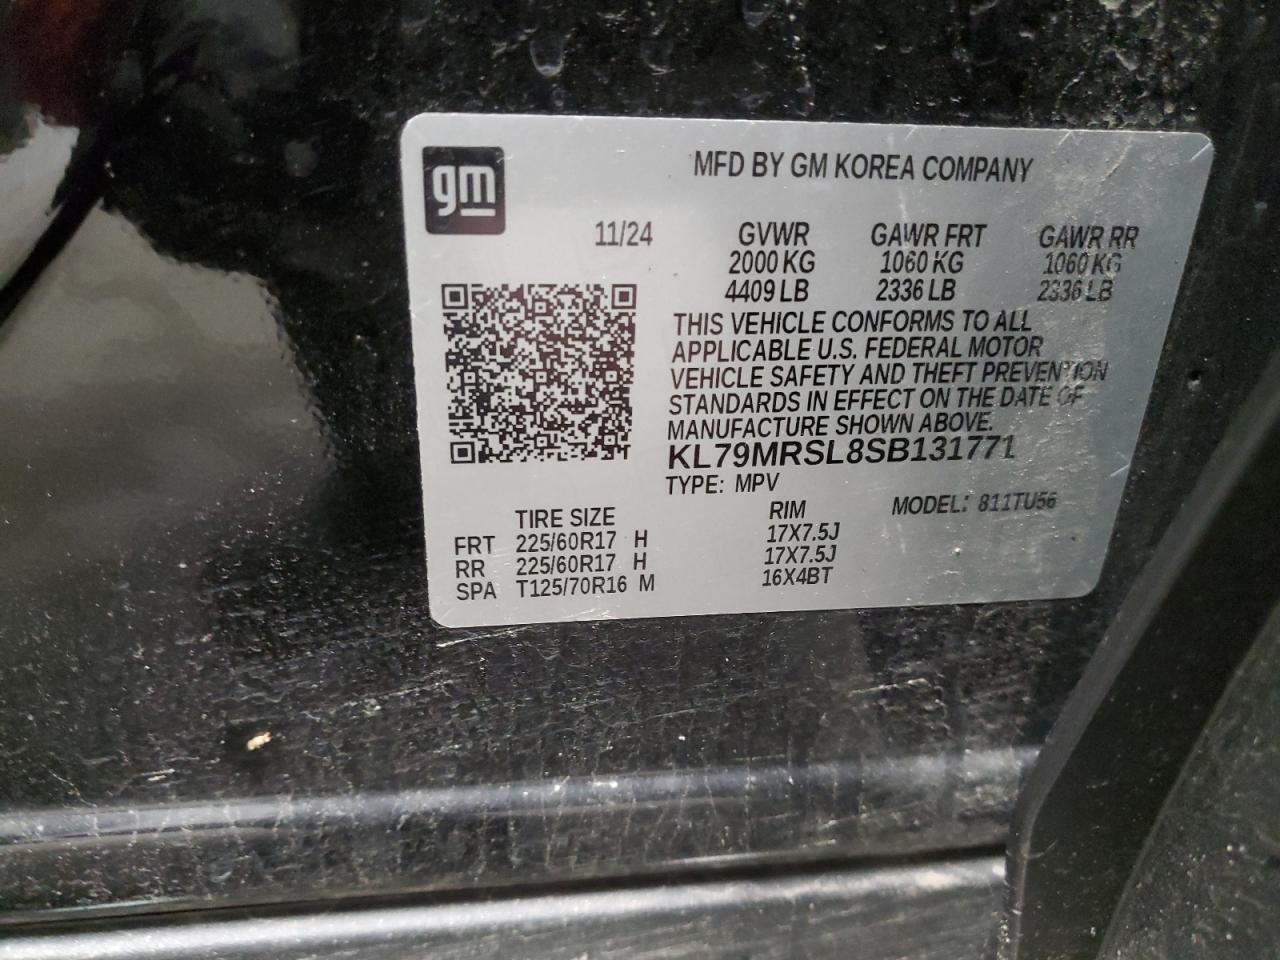 gm
MFD BY GM KOREA COMPANY
11/24 GVWR GAWR FRT GAWR RR
2000 KG 1060 KG 1060 KG
4409 LB 2336 LB 2336 LB
THIS VEHICLE CONFORMS TO ALL
APPLICABLE U.S. FEDERAL MOTOR
VEHICLE SAFETY AND THEFT PREVENTION
STANDARDS IN EFFECT ON THE DATE OF
MANUFACTURE SHOWN ABOVE.
KL79MRSL8SB131771
TYPE: MPV MODEL: 811TU56
TIRE SIZE RIM
FRT 225/60R17 H 17X7.5J
RR 225/60R17 H 17X7.5J
SPA T125/70R16 M 16X4BT